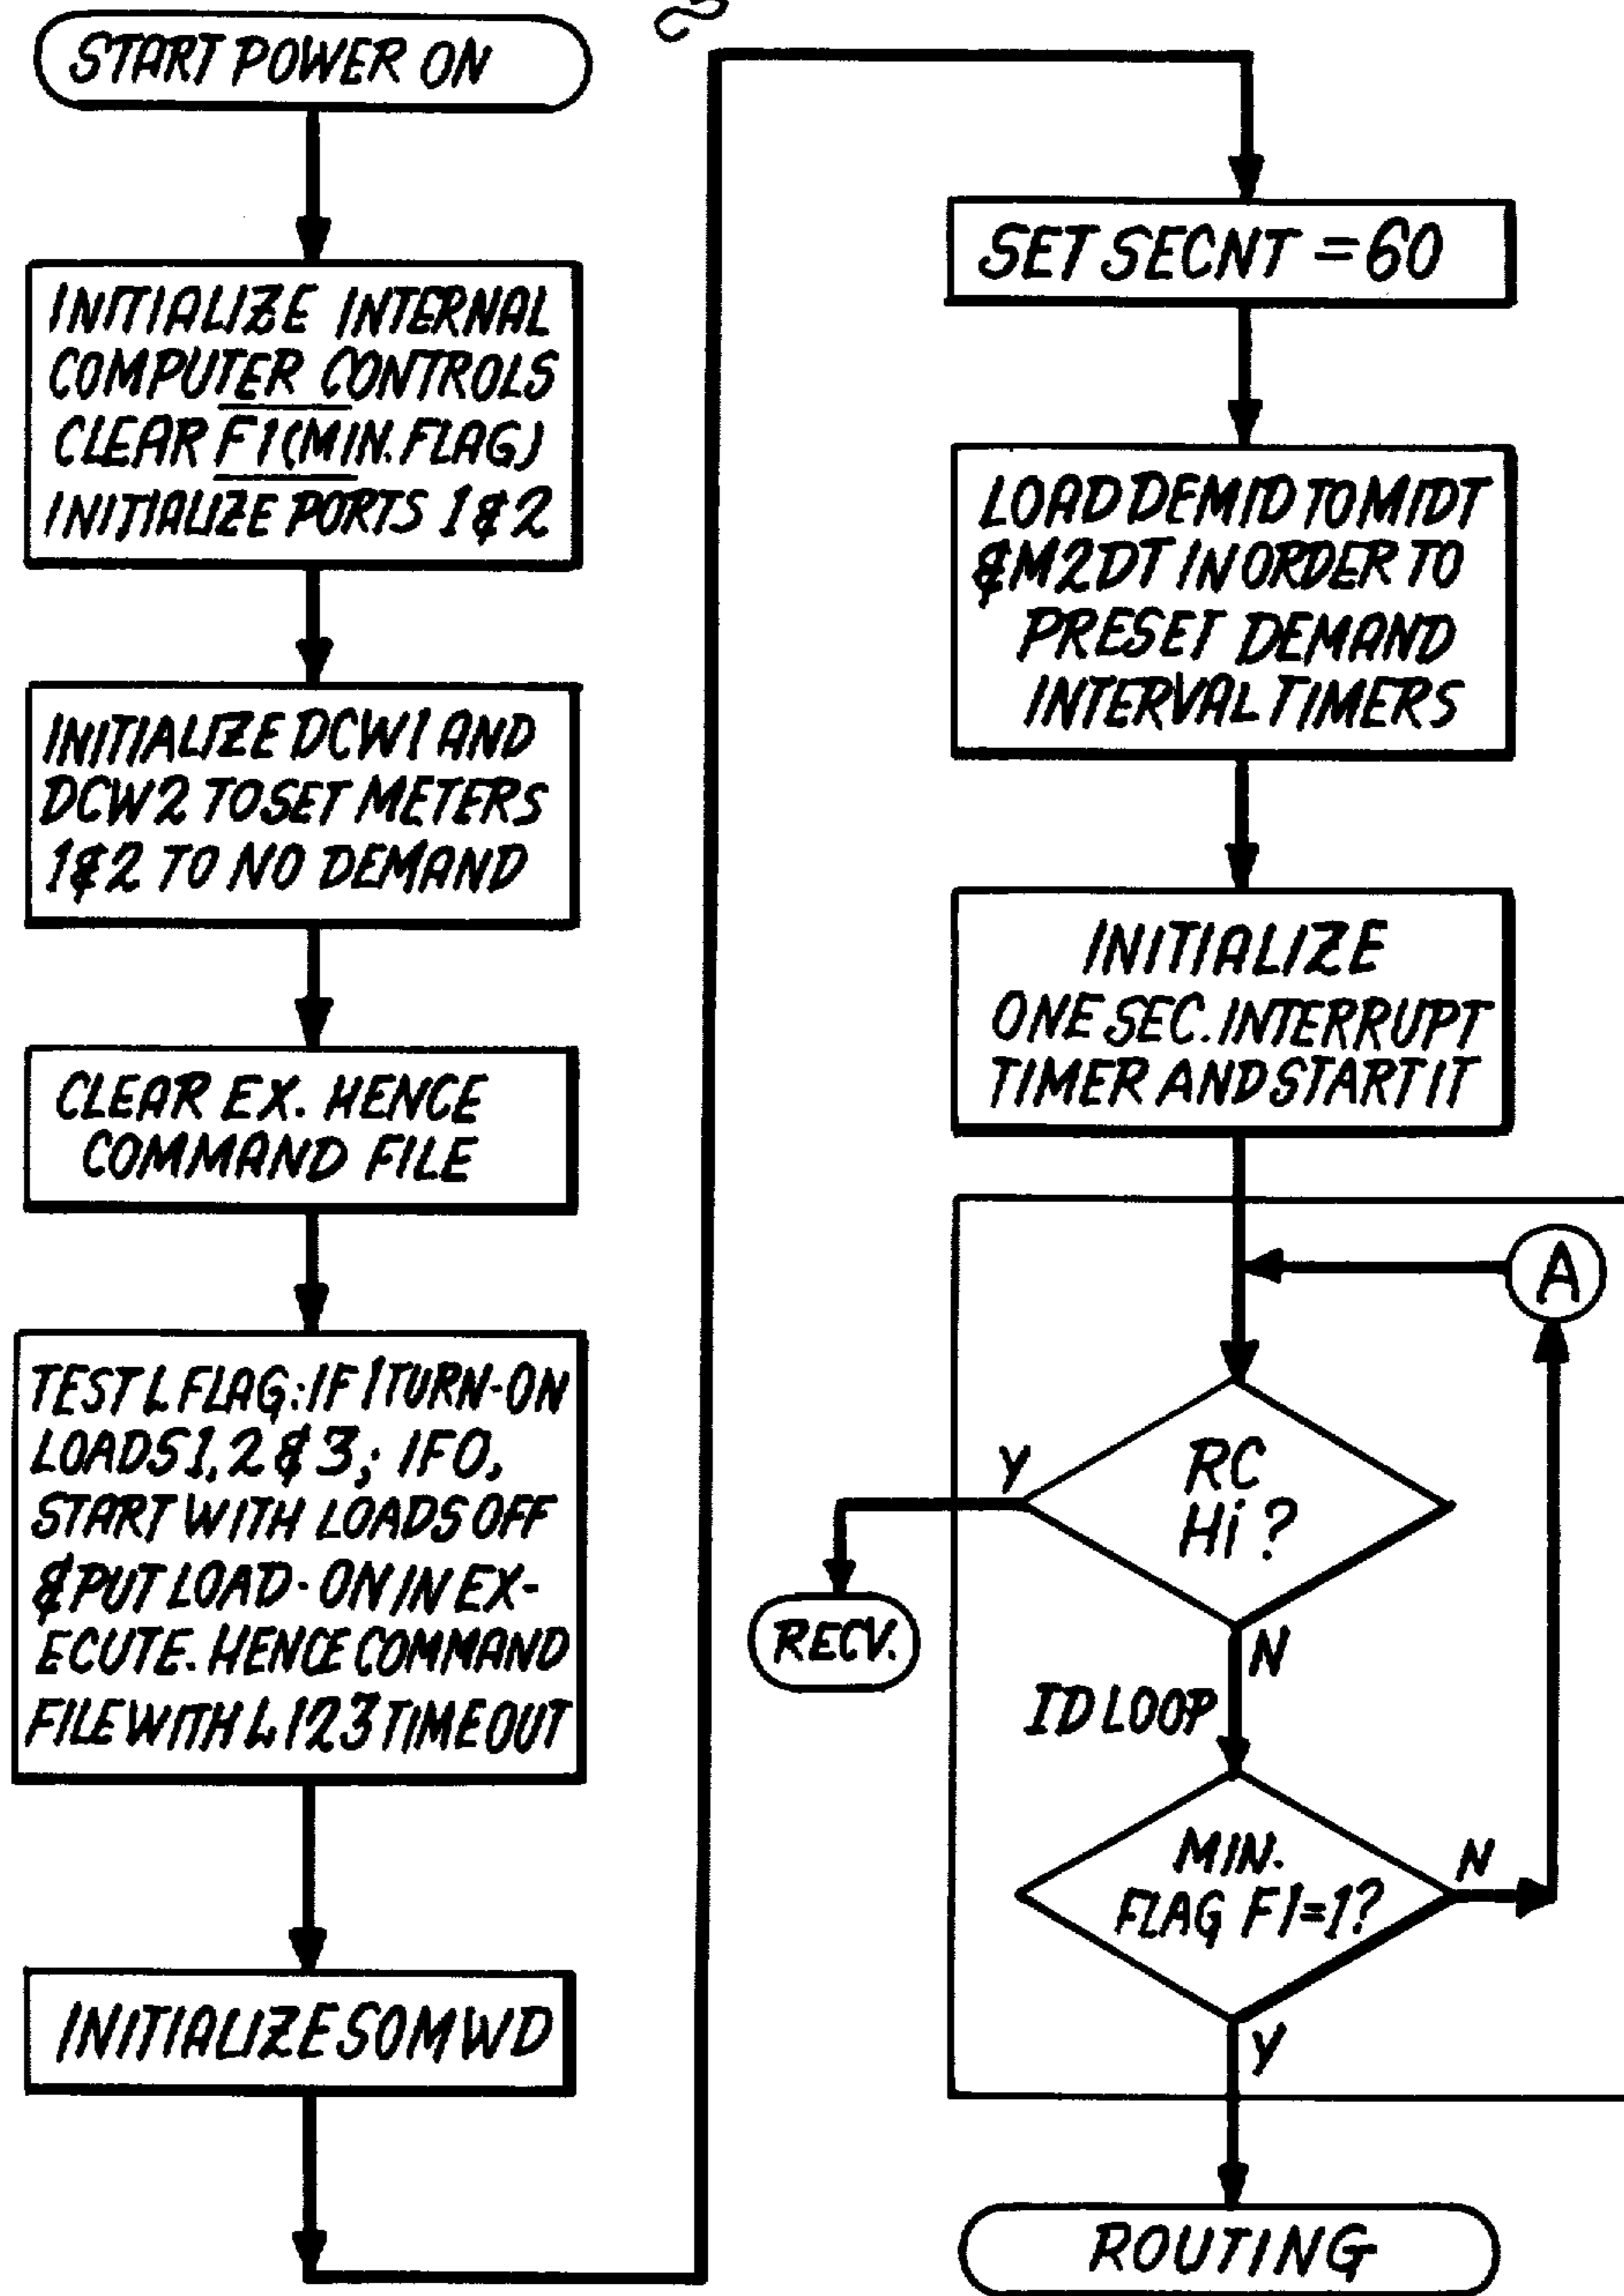 START POWER ON
INITIALIZE INTERNAL
COMPUTER CONTROLS
CLEAR F1(MIN. FLAG)
INITIALIZE PORTS 1&2
INITIALIZE DCW1 AND
DCW2 TO SET METERS
1&2 TO NO DEMAND
CLEAR EX. HENCE
COMMAND FILE
TEST L FLAG: IF 1 TURN-ON
LOADS 1, 2 & 3; IF 0,
START WITH LOADS OFF
& PUT LOAD-ON IN EX-
ECUTE. HENCE COMMAND
FILE WITH L123 TIMEOUT
INITIALIZE SOMWD
SET SECNT = 60
LOAD DEMID TO MIDT
& M2DT IN ORDER TO
PRESET DEMAND
INTERVAL TIMERS
INITIALIZE
ONE SEC. INTERRUPT
TIMER AND START IT
A
RC
Hi ?
Y
RECV.
N
ID LOOP
MIN.
FLAG F1=1?
N
Y
ROUTING